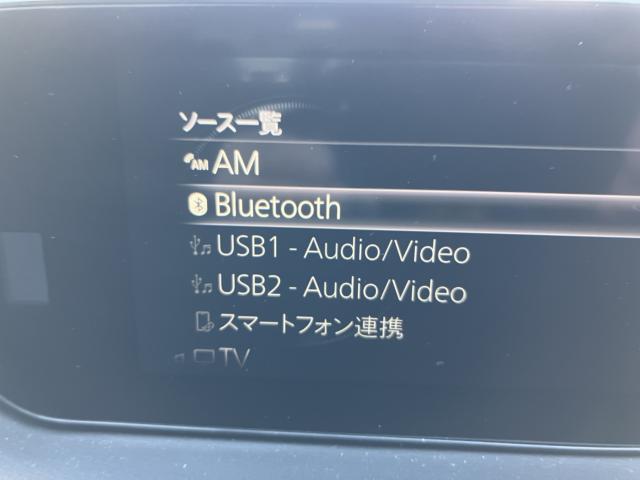 ソース一覧
AM AM
Bluetooth
USB1 - Audio/Video
USB2 - Audio/Video
スマートフォン連携
TV